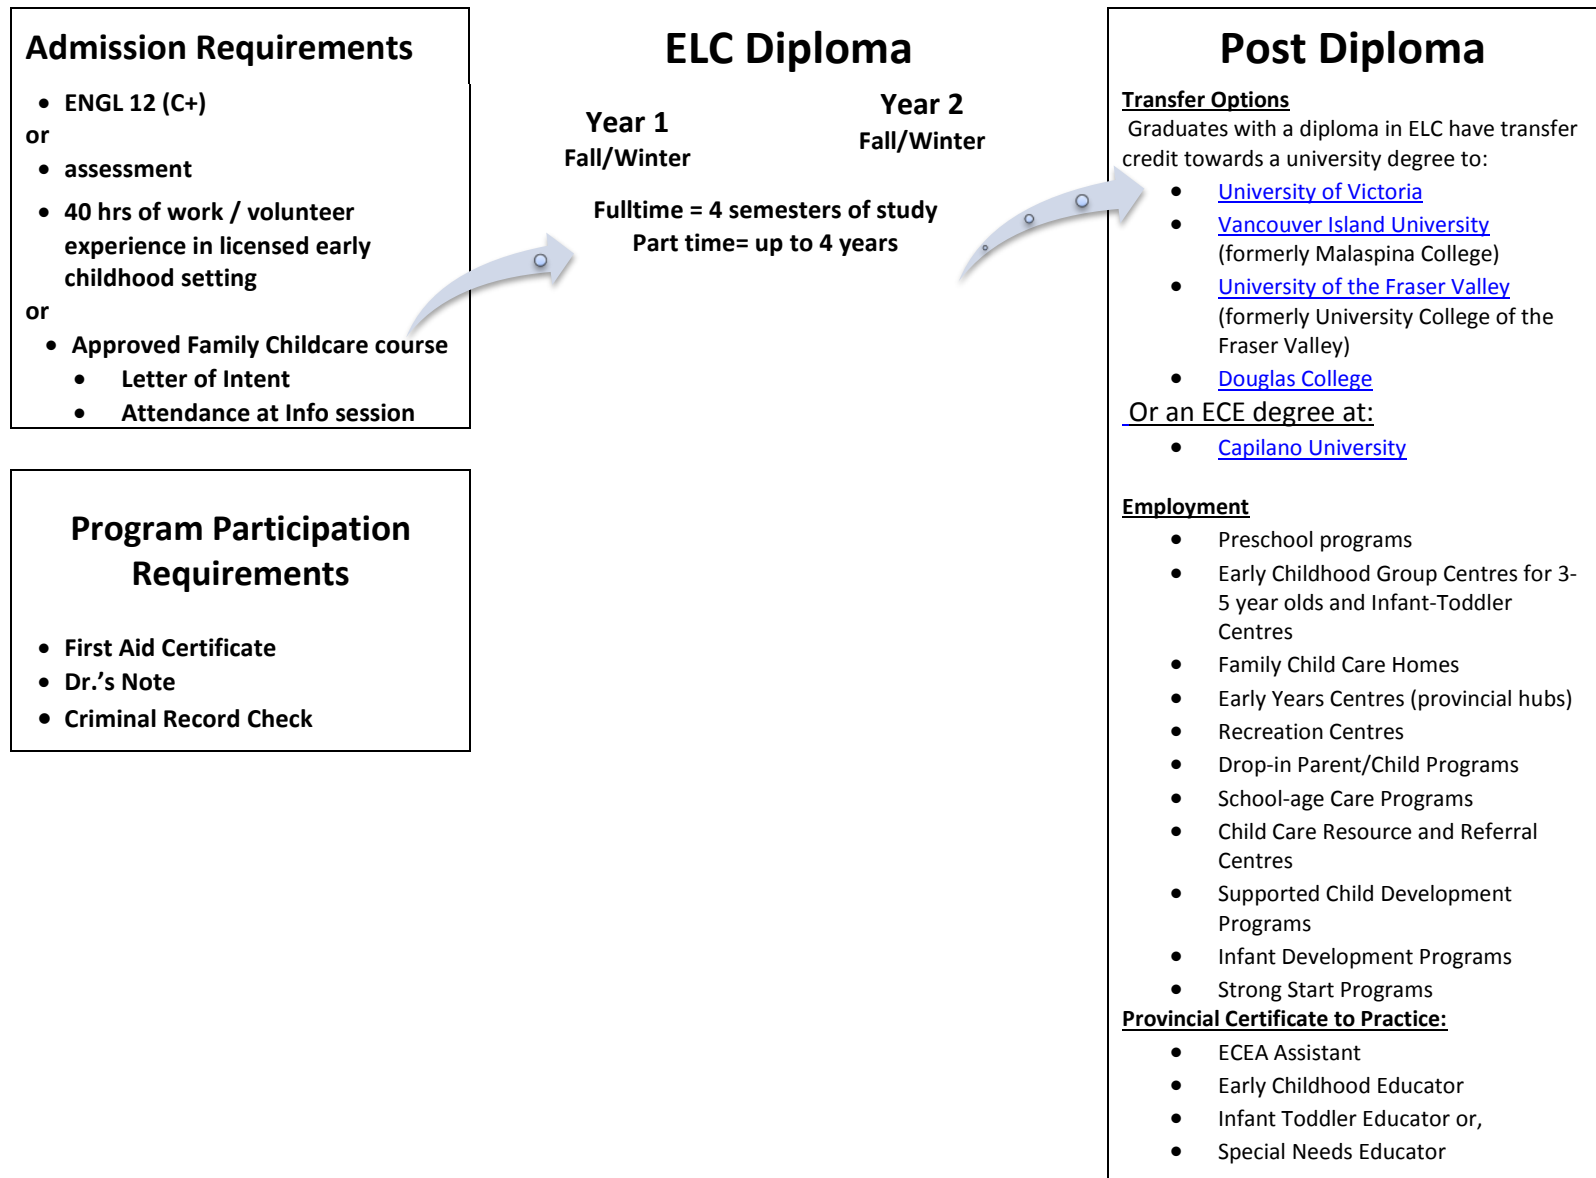 Admission Requirements
• ENGL 12 (C+)
or
• assessment
• 40 hrs of work / volunteer
experience in licensed early
childhood setting
or
• Approved Family Childcare course
• Letter of Intent
• Attendance at Info session
Program Participation
Requirements
• First Aid Certificate
• Dr.'s Note
• Criminal Record Check
ELC Diploma
Year 1
Fall/Winter
Year 2
Fall/Winter
Fulltime = 4 semesters of study
Part time= up to 4 years
Post Diploma
Transfer Options
Graduates with a diploma in ELC have transfer
credit towards a university degree to:
• University of Victoria
• Vancouver Island University
(formerly Malaspina College)
• University of the Fraser Valley
(formerly University College of the
Fraser Valley)
• Douglas College
Or an ECE degree at:
• Capilano University
Employment
• Preschool programs
• Early Childhood Group Centres for 3-
5 year olds and Infant-Toddler
Centres
• Family Child Care Homes
• Early Years Centres (provincial hubs)
• Recreation Centres
• Drop-in Parent/Child Programs
• School-age Care Programs
• Child Care Resource and Referral
Centres
• Supported Child Development
Programs
• Infant Development Programs
• Strong Start Programs
Provincial Certificate to Practice:
• ECEA Assistant
• Early Childhood Educator
• Infant Toddler Educator or,
• Special Needs Educator